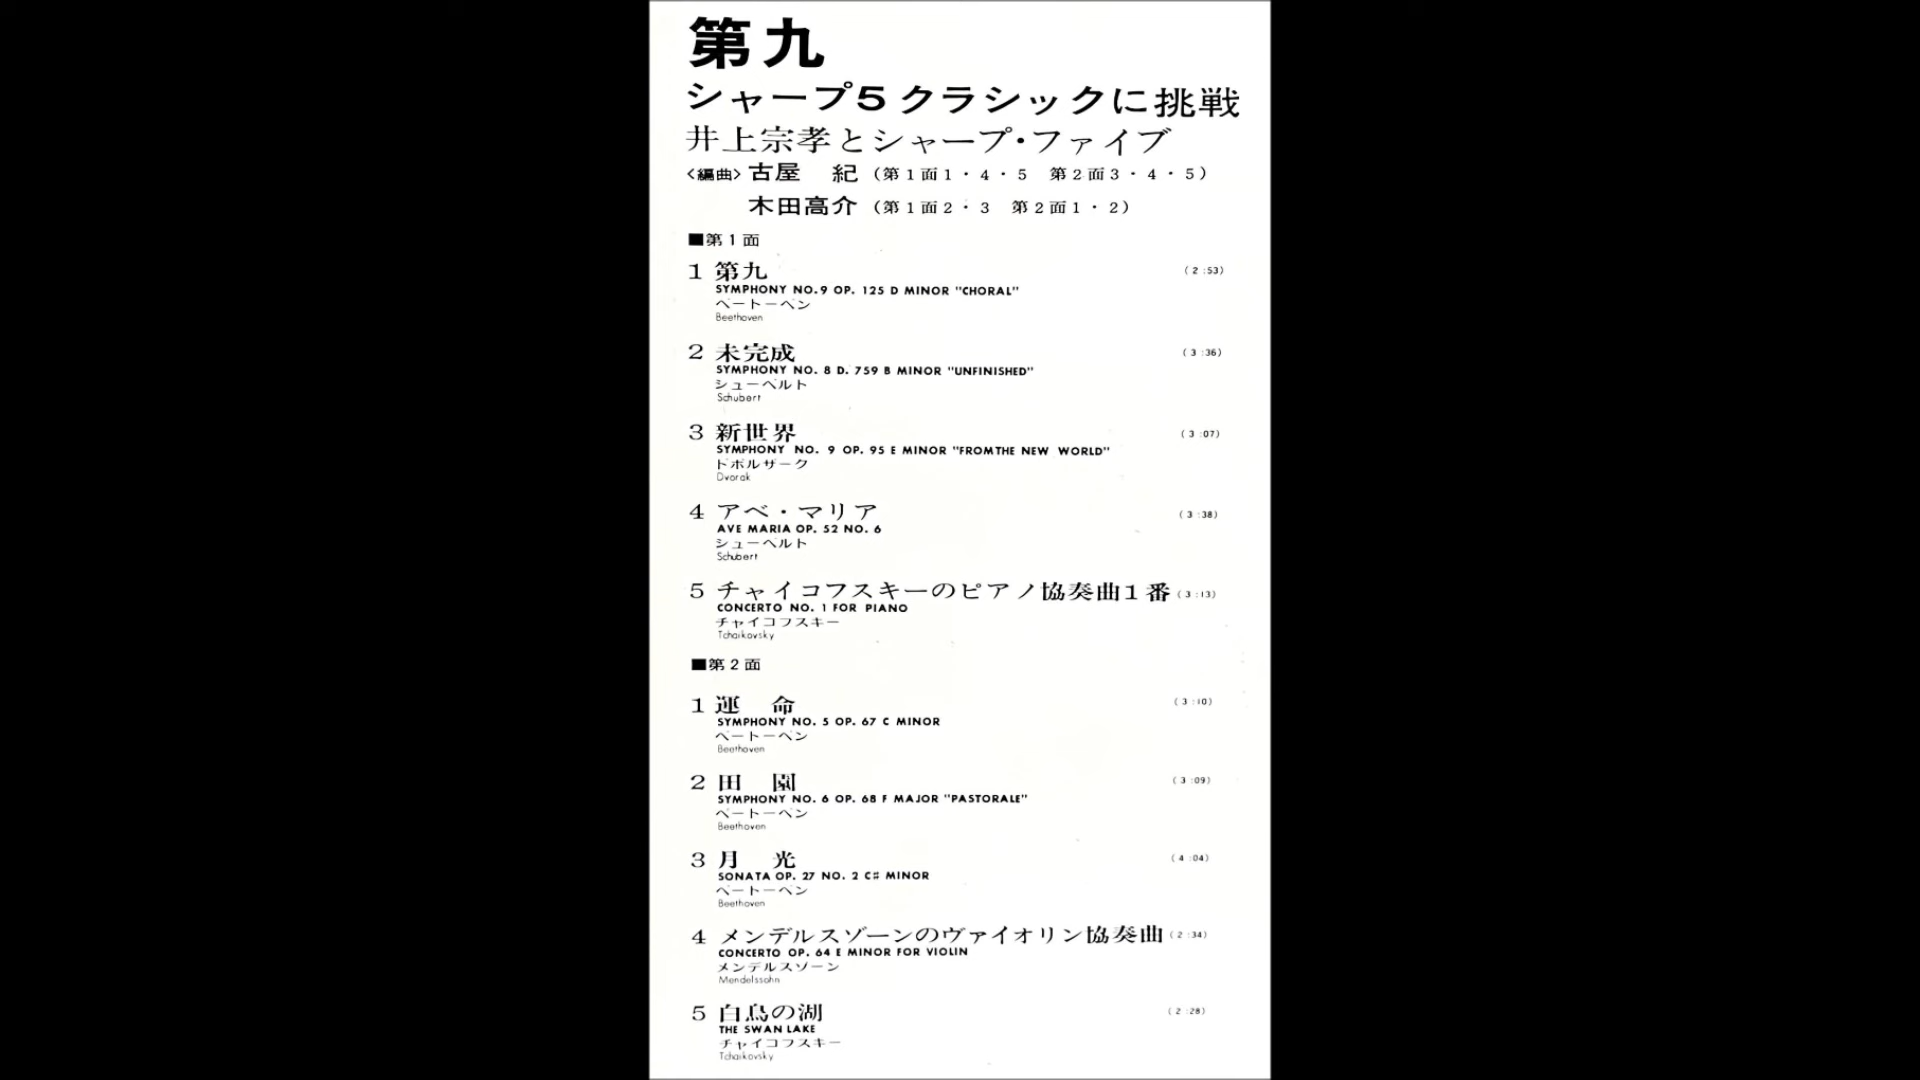 第九
シャープ5クラシックに挑戦
井上宗孝とシャープ・ファイブ
<編曲> 古屋 紀 (第1面1・4・5 第2面3・4・5)
木田高介 (第1面2・3 第2面1・2)
■第1面
1 第九 (2:53)
SYMPHONY NO.9 OP. 125 D MINOR "CHORAL"
ベートーベン
Beethoven
2 未完成 (3:36)
SYMPHONY NO. 8 D. 759 B MINOR "UNFINISHED"
シューベルト
Schubert
3 新世界 (3:07)
SYMPHONY NO. 9 OP. 95 E MINOR "FROMTHE NEW WORLD"
ドボルザーク
Dvorak
4 アベ・マリア (3:38)
AVE MARIA OP. 52 NO. 6
シューベルト
Schubert
5 チャイコフスキーのピアノ協奏曲1番 (3:13)
CONCERTO NO. 1 FOR PIANO
チャイコフスキー
Tchaikovsky
■第2面
1 運 命 (3:10)
SYMPHONY NO. 5 OP. 67 C MINOR
ベートーベン
Beethoven
2 田 園 (3:09)
SYMPHONY NO. 6 OP. 68 F MAJOR "PASTORALE"
ベートーベン
Beethoven
3 月 光 (4:04)
SONATA OP. 27 NO. 2 C♯ MINOR
ベートーベン
Beethoven
4 メンデルスゾーンのヴァイオリン協奏曲 (2:34)
CONCERTO OP. 64 E MINOR FOR VIOLIN
メンデルスゾーン
Mendelssohn
5 白鳥の湖 (2:28)
THE SWAN LAKE
チャイコフスキー
Tchaikovsky